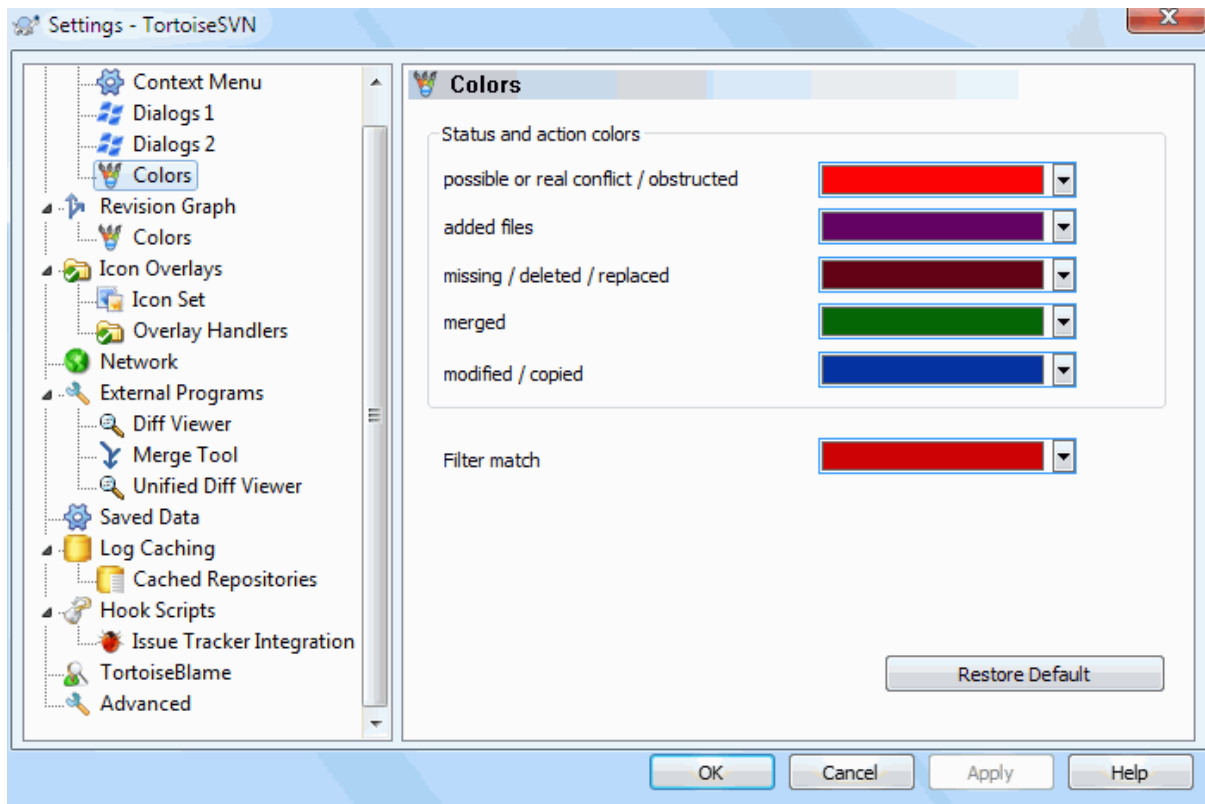 Settings - TortoiseSVN
Context Menu
Dialogs 1
Dialogs 2
Colors
Revision Graph
Colors
Icon Overlays
Icon Set
Overlay Handlers
Network
External Programs
Diff Viewer
Merge Tool
Unified Diff Viewer
Saved Data
Log Caching
Cached Repositories
Hook Scripts
Issue Tracker Integration
TortoiseBlame
Advanced
Colors
Status and action colors
possible or real conflict / obstructed
added files
missing / deleted / replaced
merged
modified / copied
Filter match
Restore Default
OK
Cancel
Apply
Help